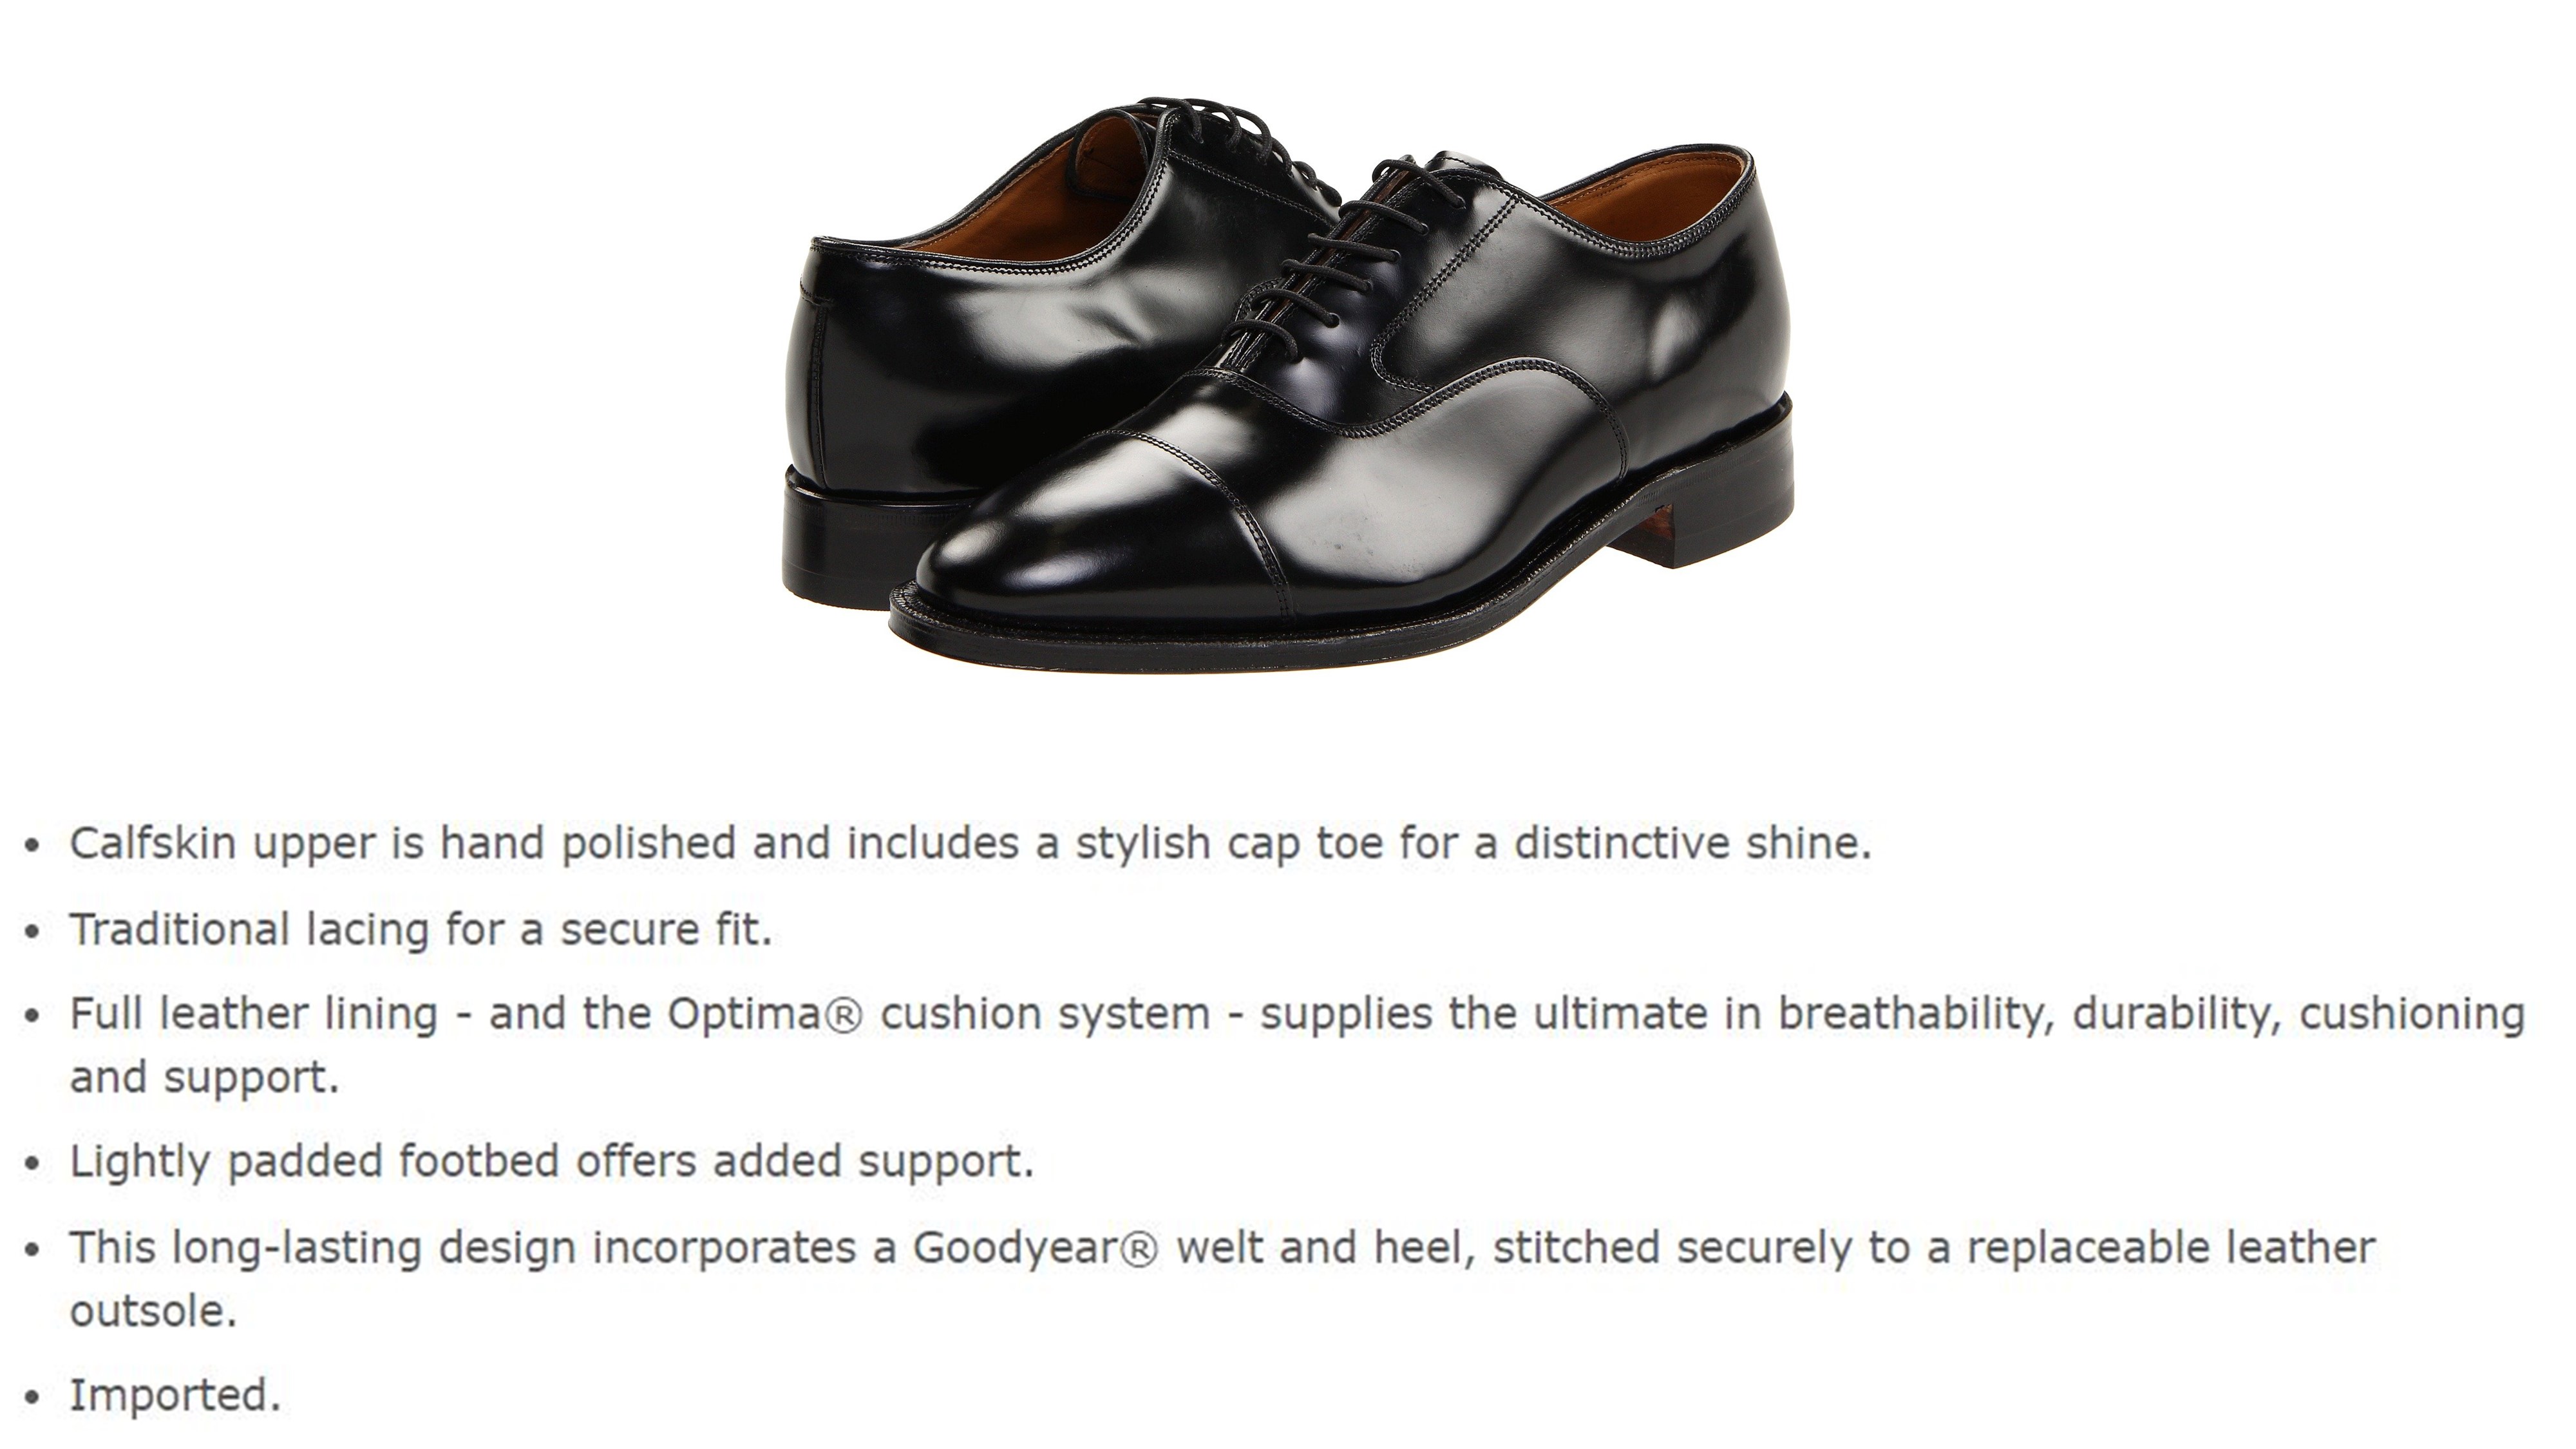 • Calfskin upper is hand polished and includes a stylish cap toe for a distinctive shine.
• Traditional lacing for a secure fit.
• Full leather lining - and the Optima® cushion system - supplies the ultimate in breathability, durability, cushioning
and support.
• Lightly padded footbed offers added support.
• This long-lasting design incorporates a Goodyear® welt and heel, stitched securely to a replaceable leather
outsole.
• Imported.